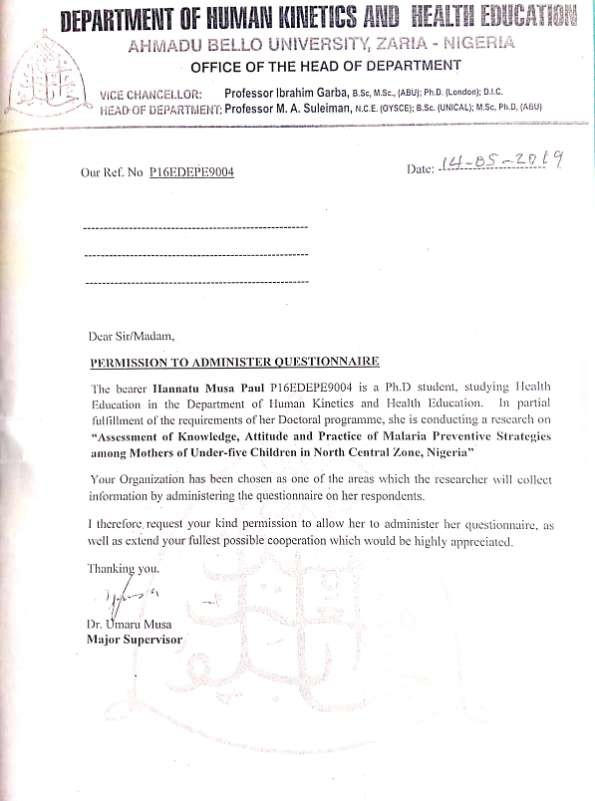 DEPARTMENT OF HUMAN KINETICS AND HEALTH EDUCATION
AHMADU BELLO UNIVERSITY, ZARIA - NIGERIA
OFFICE OF THE HEAD OF DEPARTMENT
VICE CHANCELLOR: Professor Ibrahim Garba, B.Sc, M.Sc., (ABU); Ph.D. (London); D.I.C.
HEAD OF DEPARTMENT: Professor M. A. Suleiman, N.C.E. (OYSCE); B.Sc. (UNICAL); M.Sc, Ph.D, (ABU)
Our Ref. No P16EDEPE9004
Date: 14-05-2019
Dear Sir/Madam,
PERMISSION TO ADMINISTER QUESTIONNAIRE
The bearer Hannatu Musa Paul P16EDEPE9004 is a Ph.D student, studying Health
Education in the Department of Human Kinetics and Health Education. In partial
fulfillment of the requirements of her Doctoral programme, she is conducting a research on
“Assessment of Knowledge, Attitude and Practice of Malaria Preventive Strategies
among Mothers of Under-five Children in North Central Zone, Nigeria”
Your Organization has been chosen as one of the areas which the researcher will collect
information by administering the questionnaire on her respondents.
I therefore request your kind permission to allow her to administer her questionnaire, as
well as extend your fullest possible cooperation which would be highly appreciated.
Thanking you.
Dr. Umaru Musa
Major Supervisor